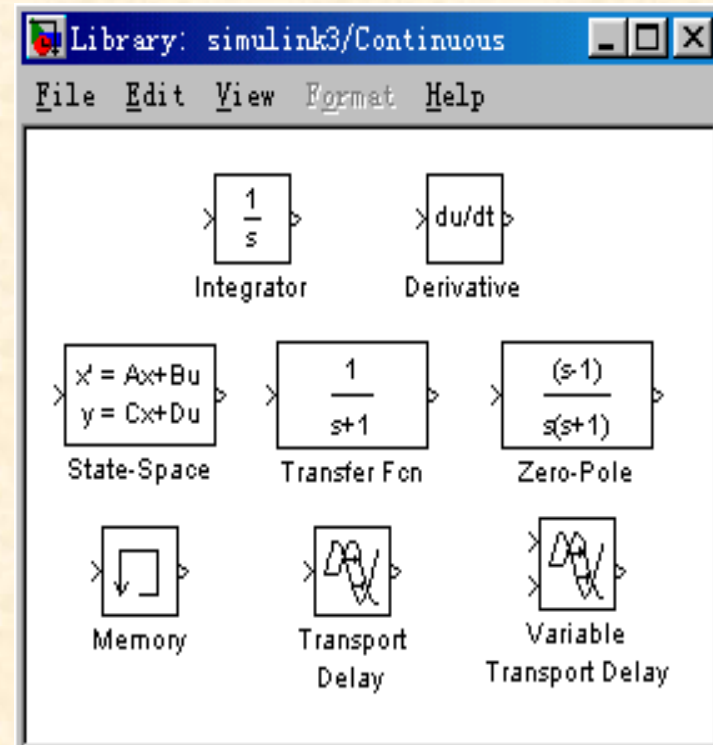 Library: simulink3/Continuous
File Edit View Format Help
1
s
du/dt
Integrator Derivative
x' = Ax+Bu
y = Cx+Du
1
s+1
(s-1)
s(s+1)
State-Space Transfer Fcn Zero-Pole
Memory
Transport
Delay
Variable
Transport Delay